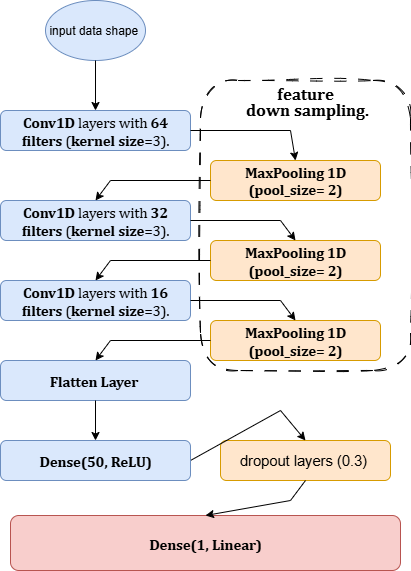 input data shape
feature
down sampling.
Conv1D layers with 64
filters (kernel size=3).
MaxPooling 1D
(pool_size= 2)
Conv1D layers with 32
filters (kernel size=3).
MaxPooling 1D
(pool_size= 2)
Conv1D layers with 16
filters (kernel size=3).
MaxPooling 1D
(pool_size= 2)
Flatten Layer
Dense(50, ReLU)
dropout layers (0.3)
Dense(1, Linear)